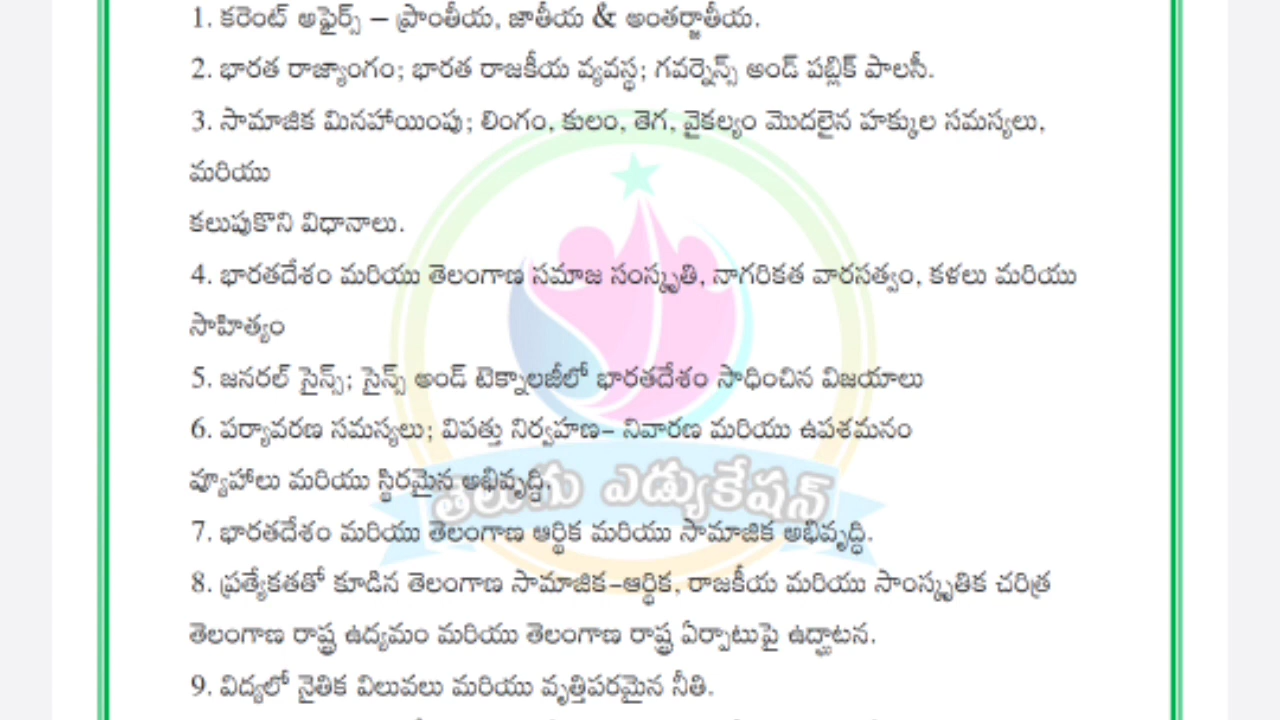 1. కరెంట్ అఫైర్స్ – ప్రాంతీయ, జాతీయ & అంతర్జాతీయ.
2. భారత రాజ్యాంగం; భారత రాజకీయ వ్యవస్థ; గవర్నెన్స్ అండ్ పబ్లిక్ పాలసీ.
3. సామాజిక మినహాయింపు; లింగం, కులం, తెగ, వైకల్యం మొదలైన హక్కుల సమస్యలు,
మరియు
కలుపుకొని విధానాలు.
4. భారతదేశం మరియు తెలంగాణ సమాజ సంస్కృతి, నాగరికత వారసత్వం, కళలు మరియు
సాహిత్యం
5. జనరల్ సైన్స్; సైన్స్ అండ్ టెక్నాలజీలో భారతదేశం సాధించిన విజయాలు
6. పర్యావరణ సమస్యలు; విపత్తు నిర్వహణ– నివారణ మరియు ఉపశమనం
వ్యూహాలు మరియు స్థిరమైన అభివృద్ధి.
తెలుగు ఎడ్యుకేషన్
7. భారతదేశం మరియు తెలంగాణ ఆర్థిక మరియు సామాజిక అభివృద్ధి.
8. ప్రత్యేకతతో కూడిన తెలంగాణ సామాజిక–ఆర్థిక, రాజకీయ మరియు సాంస్కృతిక చరిత్ర
తెలంగాణ రాష్ట్ర ఉద్యమం మరియు తెలంగాణ రాష్ట్ర ఏర్పాటుపై ఉద్ఘాటన.
9. విద్యలో నైతిక విలువలు మరియు వృత్తిపరమైన నీతి.